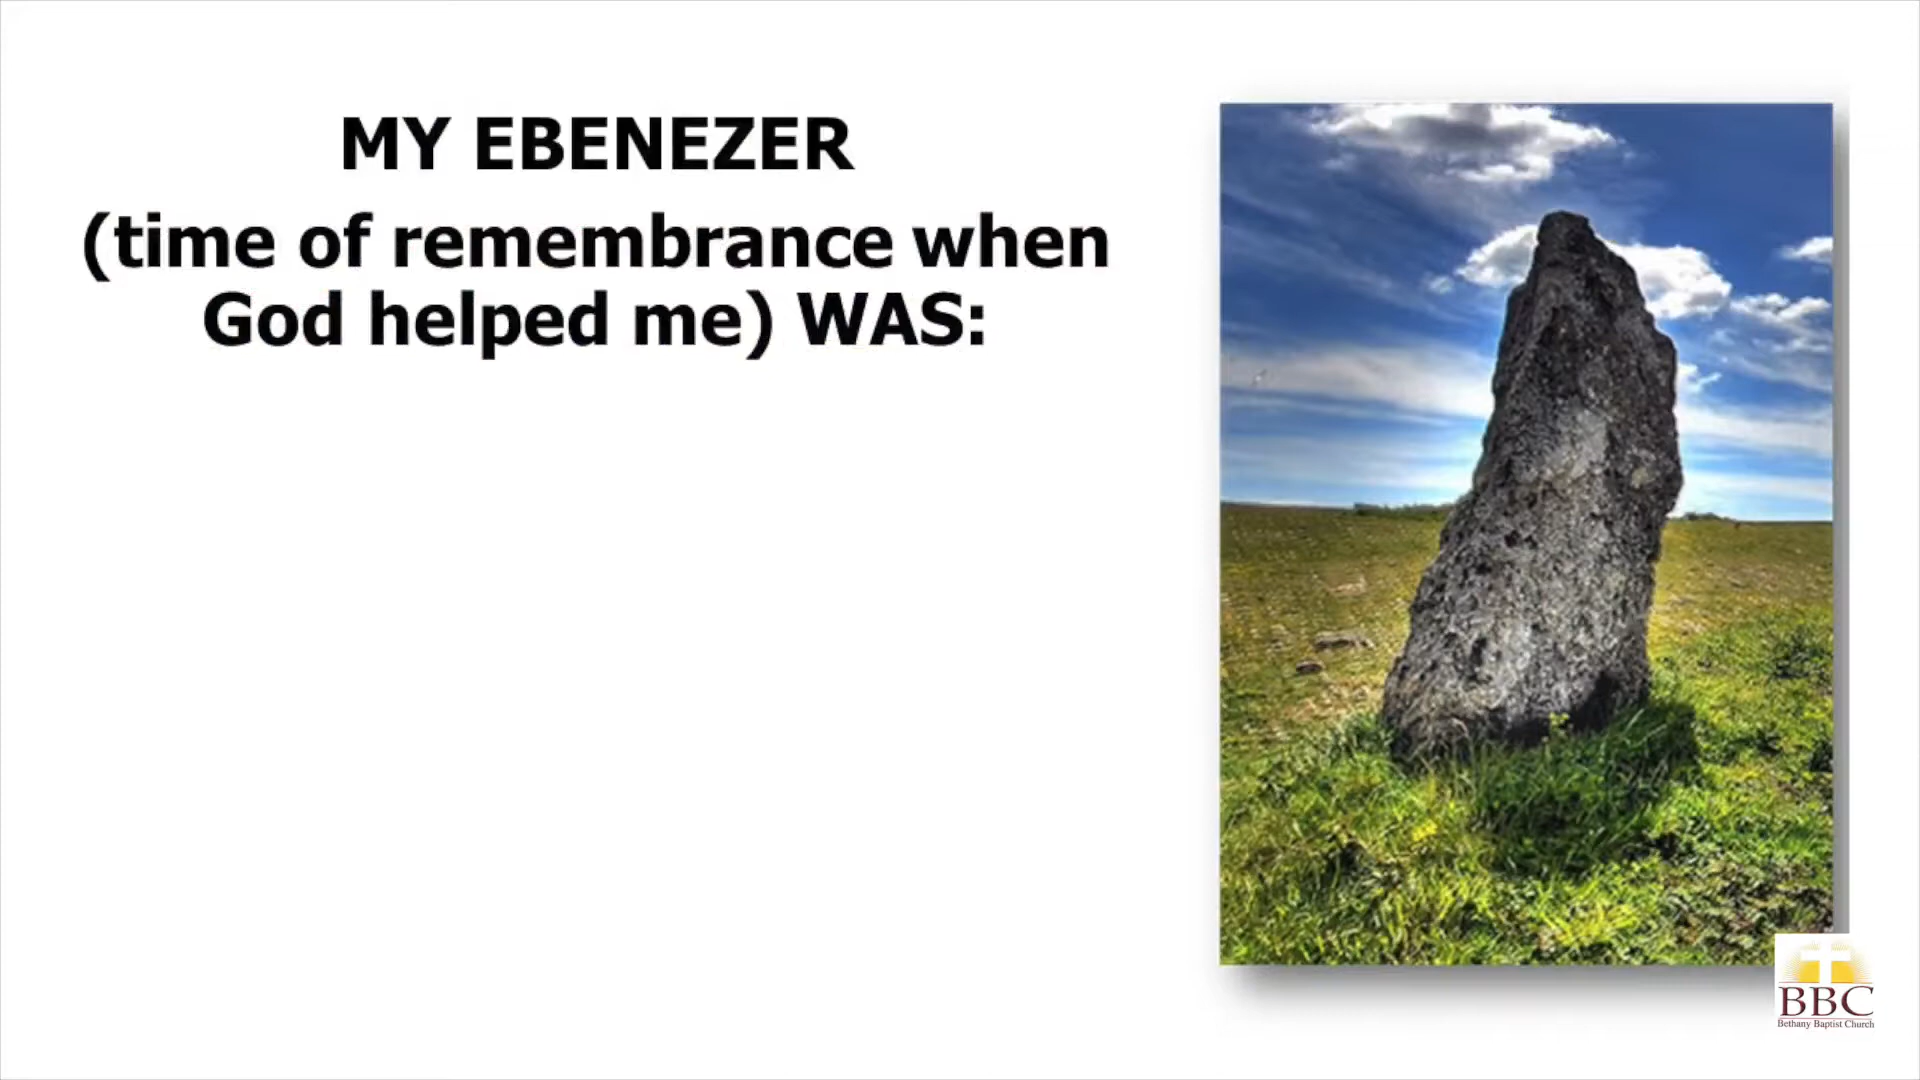 MY EBENEZER
(time of remembrance when
God helped me) WAS:
BBC
Bethany Baptist Church